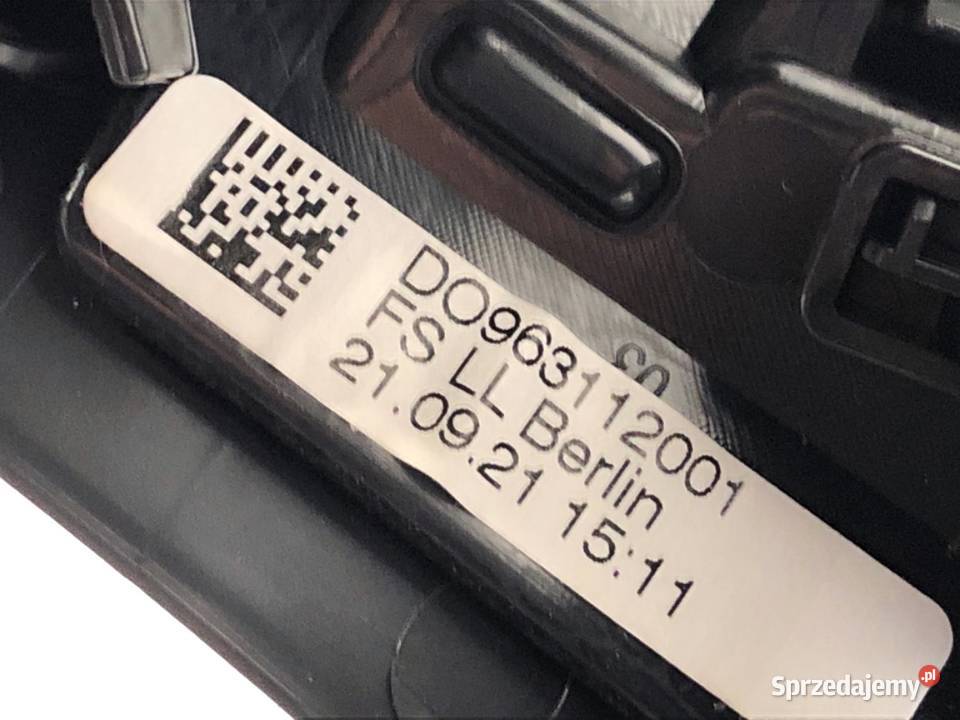 DO963112001
FS LL Berlin
21.09.21 15:11
Sprzedajemy.pl